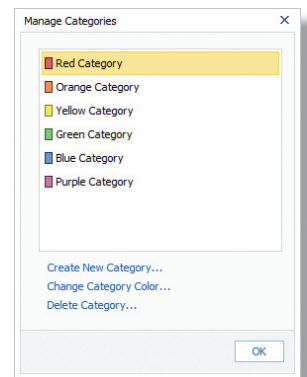 Manage Categories
Red Category
Orange Category
Yellow Category
Green Category
Blue Category
Purple Category
Create New Category...
Change Category Color...
Delete Category...
OK